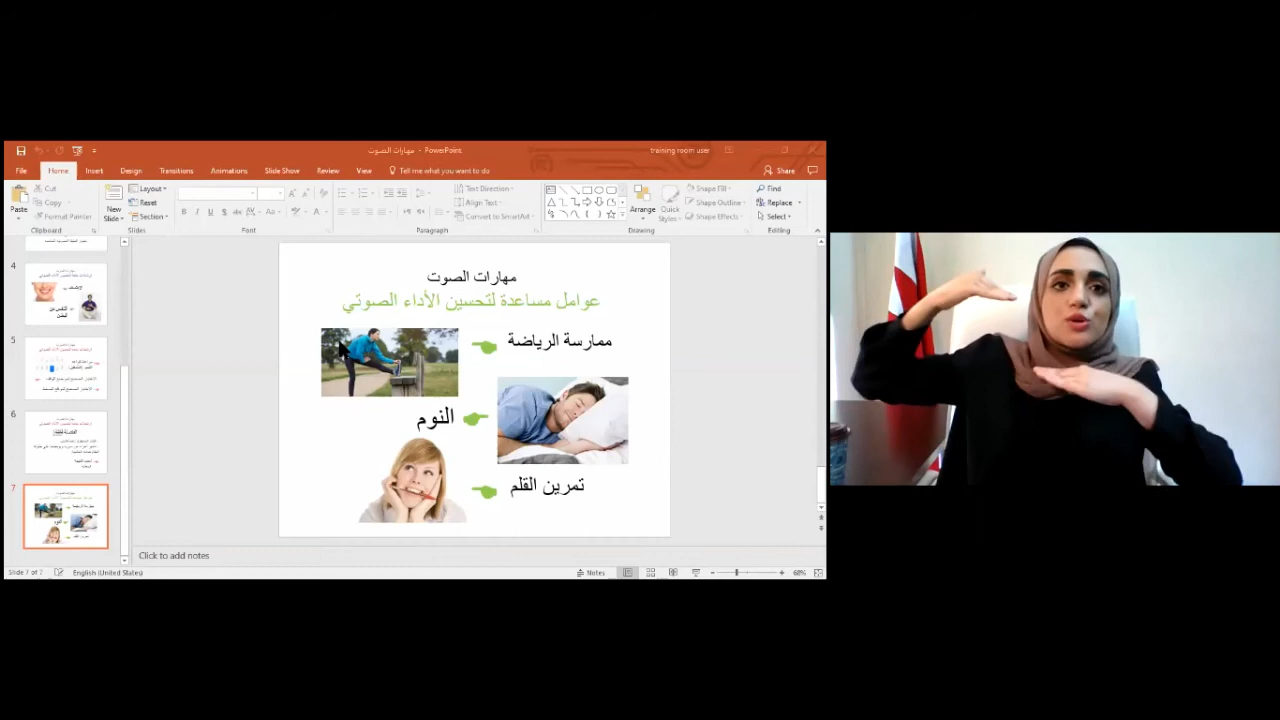 مهارات الصوت - PowerPoint
training room user
File Home Insert Design Transitions Animations Slide Show Review View Tell me what you want to do
Share
Paste
Cut
Copy
Format Painter
Clipboard
New Slide
Layout
Reset
Section
Slides
Font
Text Direction
Align Text
Convert to SmartArt
Paragraph
Arrange
Quick Styles
Shape Fill
Shape Outline
Shape Effects
Drawing
Find
Replace
Select
Editing
4
5
6
7
مهارات الصوت
عوامل مساعدة لتحسين الأداء الصوتي
ممارسة الرياضة
النوم
تمرين القلم
Click to add notes
Slide 7 of 7
English (United States)
Notes
68%